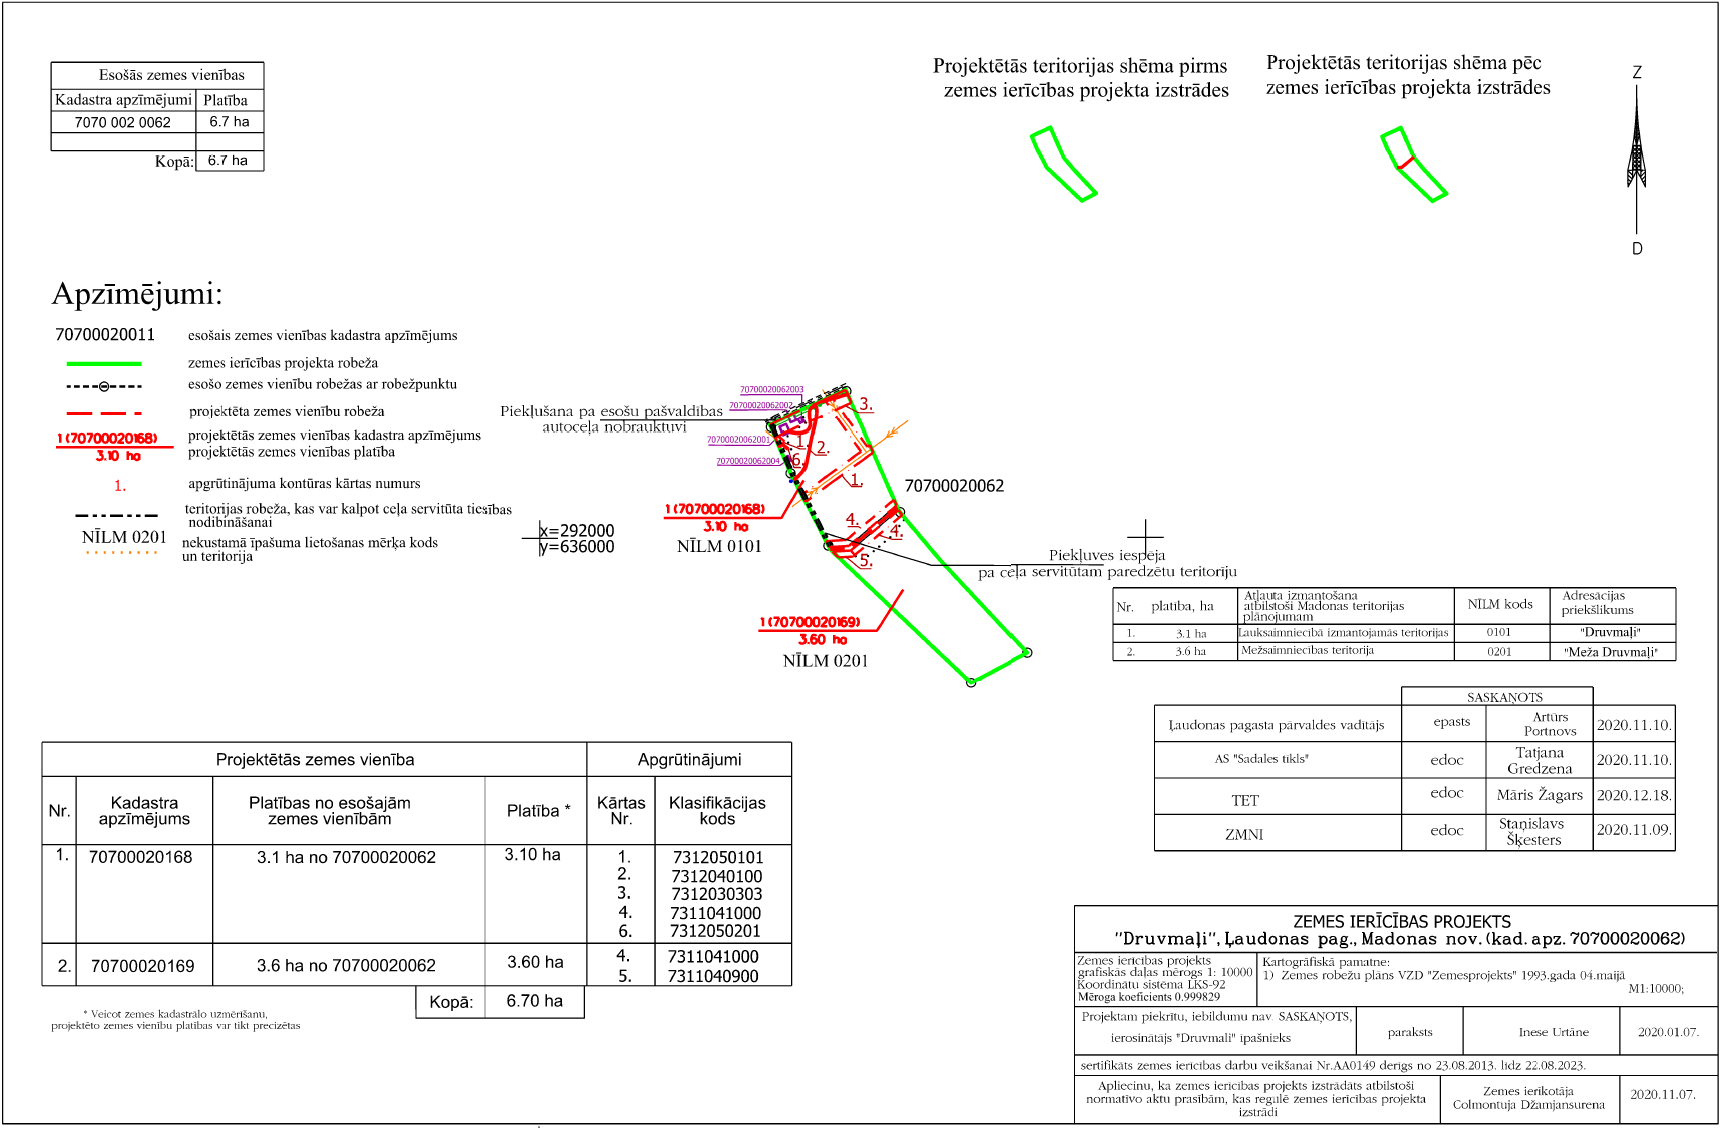 Esošās zemes vienības
Kadastra apzīmējumi Platība
7070 002 0062 6.7 ha
Kopā: 6.7 ha
Projektētās teritorijas shēma pirms
zemes ierīcības projekta izstrādes
Projektētās teritorijas shēma pēc
zemes ierīcības projekta izstrādes
Z
D
Apzīmējumi:
70700020011 esošais zemes vienības kadastra apzīmējums
zemes ierīcības projekta robeža
esošo zemes vienību robežas ar robežpunktu
projektēta zemes vienību robeža
1 (70700020168)
3.10 ha
projektētās zemes vienības kadastra apzīmējums
projektētās zemes vienības platība
1. apgrūtinājuma kontūras kārtas numurs
teritorijas robeža, kas var kalpot ceļa servitūta tiesības
nodibināšanai
NĪLM 0201 nekustamā īpašuma lietošanas mērķa kods
un teritorija
70700020062003
70700020062002
Piekļušana pa esošu pašvaldības
autoceļa nobrauktuvi
70700020062001
70700020062004
3.
1.
2.
6.
1.
4.
4.
5.
70700020062
1 (70700020168)
3.10 ha
NĪLM 0101
x=292000
y=636000
Piekļuves iespēja
pa ceļa servitūtam paredzētu teritoriju
1 (70700020169)
3.60 ha
NĪLM 0201
Nr. platība, ha Atļautā izmantošana
atbilstoši Madonas teritorijas
plānojumam NĪLM kods Adresācijas
priekšlikums
1. 3.1 ha Lauksaimniecībā izmantojamās teritorijas 0101 "Druvmaļi"
2. 3.6 ha Mežsaimniecības teritorija 0201 "Meža Druvmaļi"
SASKAŅOTS
Ļaudonas pagasta pārvaldes vadītājs epasts Artūrs
Portnovs 2020.11.10.
AS "Sadales tīkls" edoc Tatjana
Gredzena 2020.11.10.
TET edoc Māris Žagars 2020.12.18.
ZMNI edoc Staņislavs
Šķesters 2020.11.09.
Projektētās zemes vienība Apgrūtinājumi
Nr. Kadastra
apzīmējums Platības no esošajām
zemes vienībām Platība * Kārtas
Nr. Klasifikācijas
kods
1. 70700020168 3.1 ha no 70700020062 3.10 ha 1. 7312050101
2. 7312040100
3. 7312030303
4. 7311041000
6. 7312050201
2. 70700020169 3.6 ha no 70700020062 3.60 ha 4. 7311041000
5. 7311040900
Kopā: 6.70 ha
* Veicot zemes kadastrālo uzmērīšanu,
projektēto zemes vienību platības var tikt precizētas
ZEMES IERĪCĪBAS PROJEKTS
"Druvmaļi", Ļaudonas pag., Madonas nov. (kad. apz. 70700020062)
Zemes ierīcības projekts
grafiskās daļas mērogs 1: 10000
Koordinātu sistēma LKS-92
Mēroga koeficients 0.999829
Kartogrāfiskā pamatne:
1) Zemes robežu plāns VZD "Zemesprojekts" 1993.gada 04.maijā
M1:10000;
Projektam piekrītu, iebildumu nav. SASKAŅOTS,
ierosinātājs "Druvmaļi" īpašnieks paraksts Inese Urtāne 2020.01.07.
sertifikāts zemes ierīcības darbu veikšanai Nr.AA0149 derīgs no 23.08.2013. līdz 22.08.2023.
Apliecinu, ka zemes ierīcības projekts izstrādāts atbilstoši
normatīvo aktu prasībām, kas regulē zemes ierīcības projekta
izstrādi
Zemes ierīkotāja
Colmontuja Džamjansurena 2020.11.07.